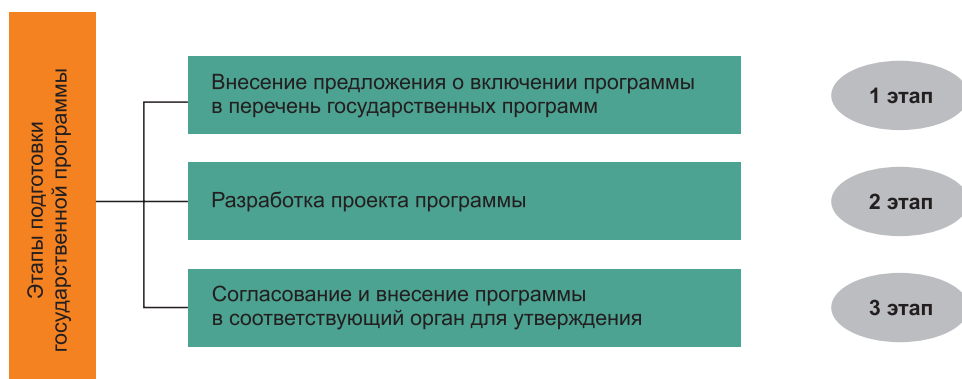 Этапы подготовки
государственной программы
Внесение предложения о включении программы
в перечень государственных программ
1 этап
Разработка проекта программы
2 этап
Согласование и внесение программы
в соответствующий орган для утверждения
3 этап